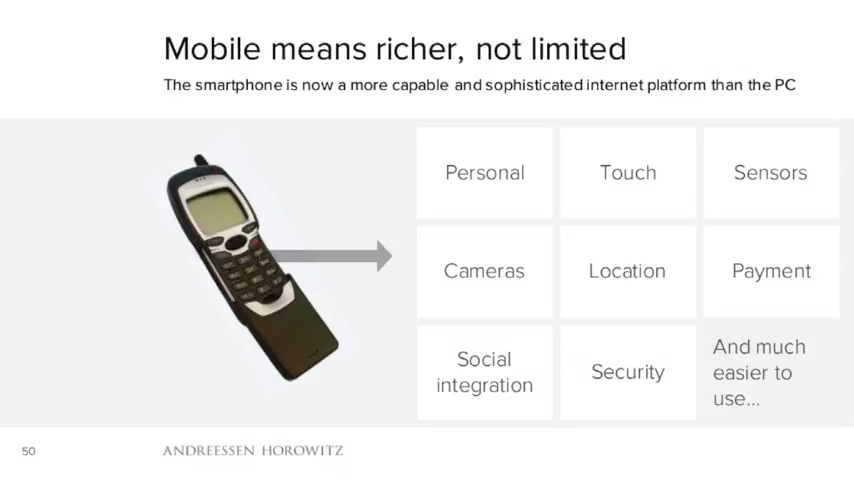 Mobile means richer, not limited
The smartphone is now a more capable and sophisticated internet platform than the PC
Personal
Touch
Sensors
Cameras
Location
Payment
Social
integration
Security
And much
easier to
use...
50
ANDREESSEN HOROWITZ